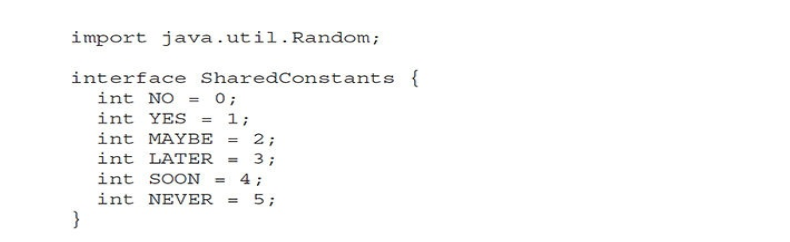 import java.util.Random;
interface SharedConstants {
int NO = 0;
int YES = 1;
int MAYBE = 2;
int LATER = 3;
int SOON = 4;
int NEVER = 5;
}